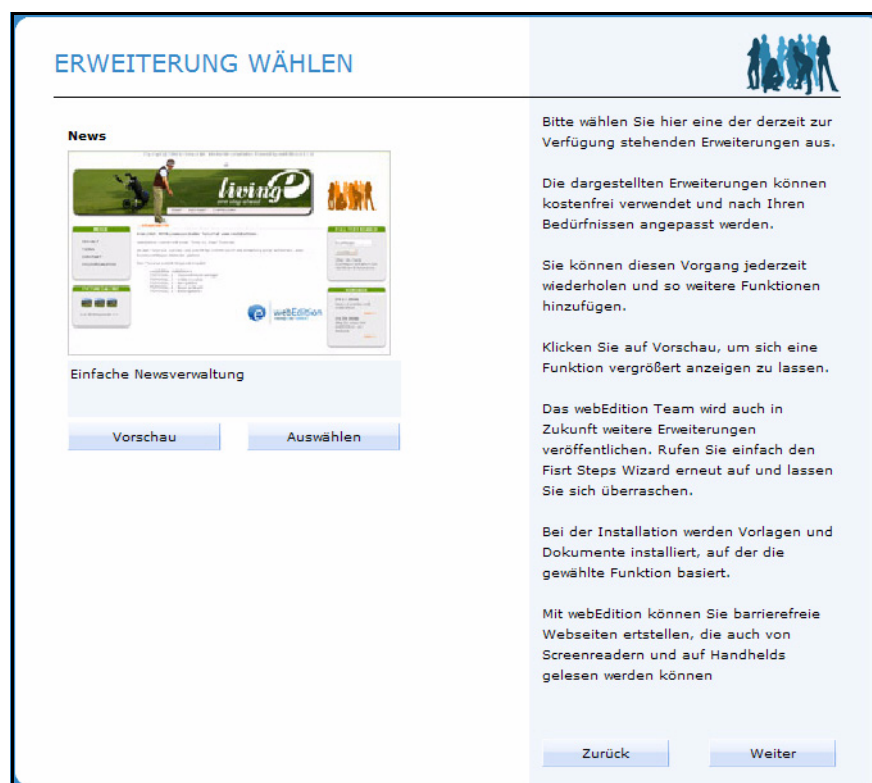 ERWEITERUNG WÄHLEN
News
living e
webEdition
Einfache Newsverwaltung
Vorschau
Auswählen
Bitte wählen Sie hier eine der derzeit zur
Verfügung stehenden Erweiterungen aus.
Die dargestellten Erweiterungen können
kostenfrei verwendet und nach Ihren
Bedürfnissen angepasst werden.
Sie können diesen Vorgang jederzeit
wiederholen und so weitere Funktionen
hinzufügen.
Klicken Sie auf Vorschau, um sich eine
Funktion vergrößert anzeigen zu lassen.
Das webEdition Team wird auch in
Zukunft weitere Erweiterungen
veröffentlichen. Rufen Sie einfach den
Fisrt Steps Wizard erneut auf und lassen
Sie sich überraschen.
Bei der Installation werden Vorlagen und
Dokumente installiert, auf der die
gewählte Funktion basiert.
Mit webEdition können Sie barrierefreie
Webseiten ertstellen, die auch von
Screenreadern und auf Handhelds
gelesen werden können
Zurück
Weiter